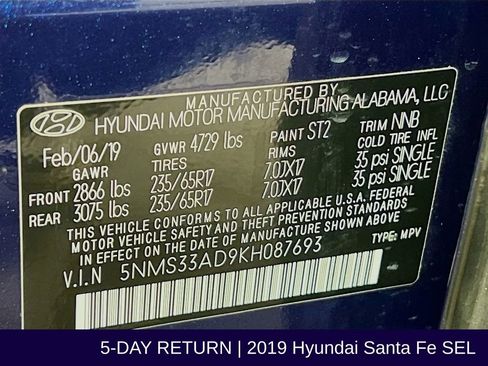 MANUFACTURED BY
HYUNDAI MOTOR MANUFACTURING ALABAMA, LLC
Feb/06/19 GVWR 4729 lbs PAINT ST2 TRIM NNB
GAWR TIRES RIMS COLD TIRE INFL
FRONT 2866 lbs 235/65R17 7.0JX17 35 psi SINGLE
REAR 3075 lbs 235/65R17 7.0JX17 35 psi SINGLE
THIS VEHICLE CONFORMS TO ALL APPLICABLE U.S.A. FEDERAL
MOTOR VEHICLE SAFETY AND THEFT PREVENTION STANDARDS
IN EFFECT ON THE DATE OF MANUFACTURE SHOWN ABOVE.
V.I.N 5NMS33AD9KH087693 TYPE: MPV
5-DAY RETURN | 2019 Hyundai Santa Fe SEL